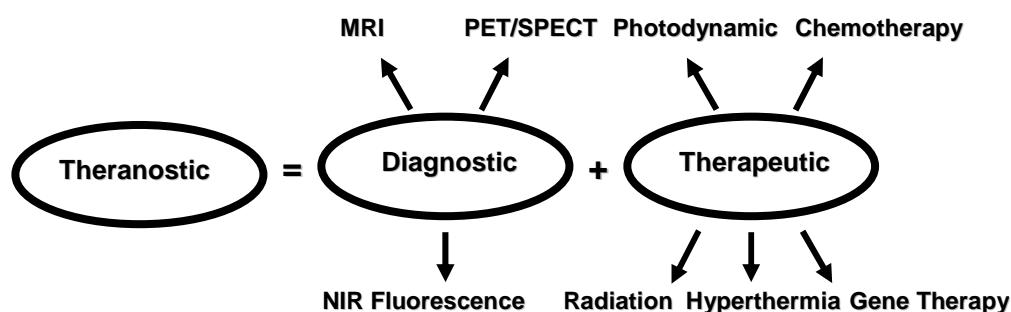 MRI PET/SPECT Photodynamic Chemotherapy
Theranostic = Diagnostic + Therapeutic
NIR Fluorescence Radiation Hyperthermia Gene Therapy